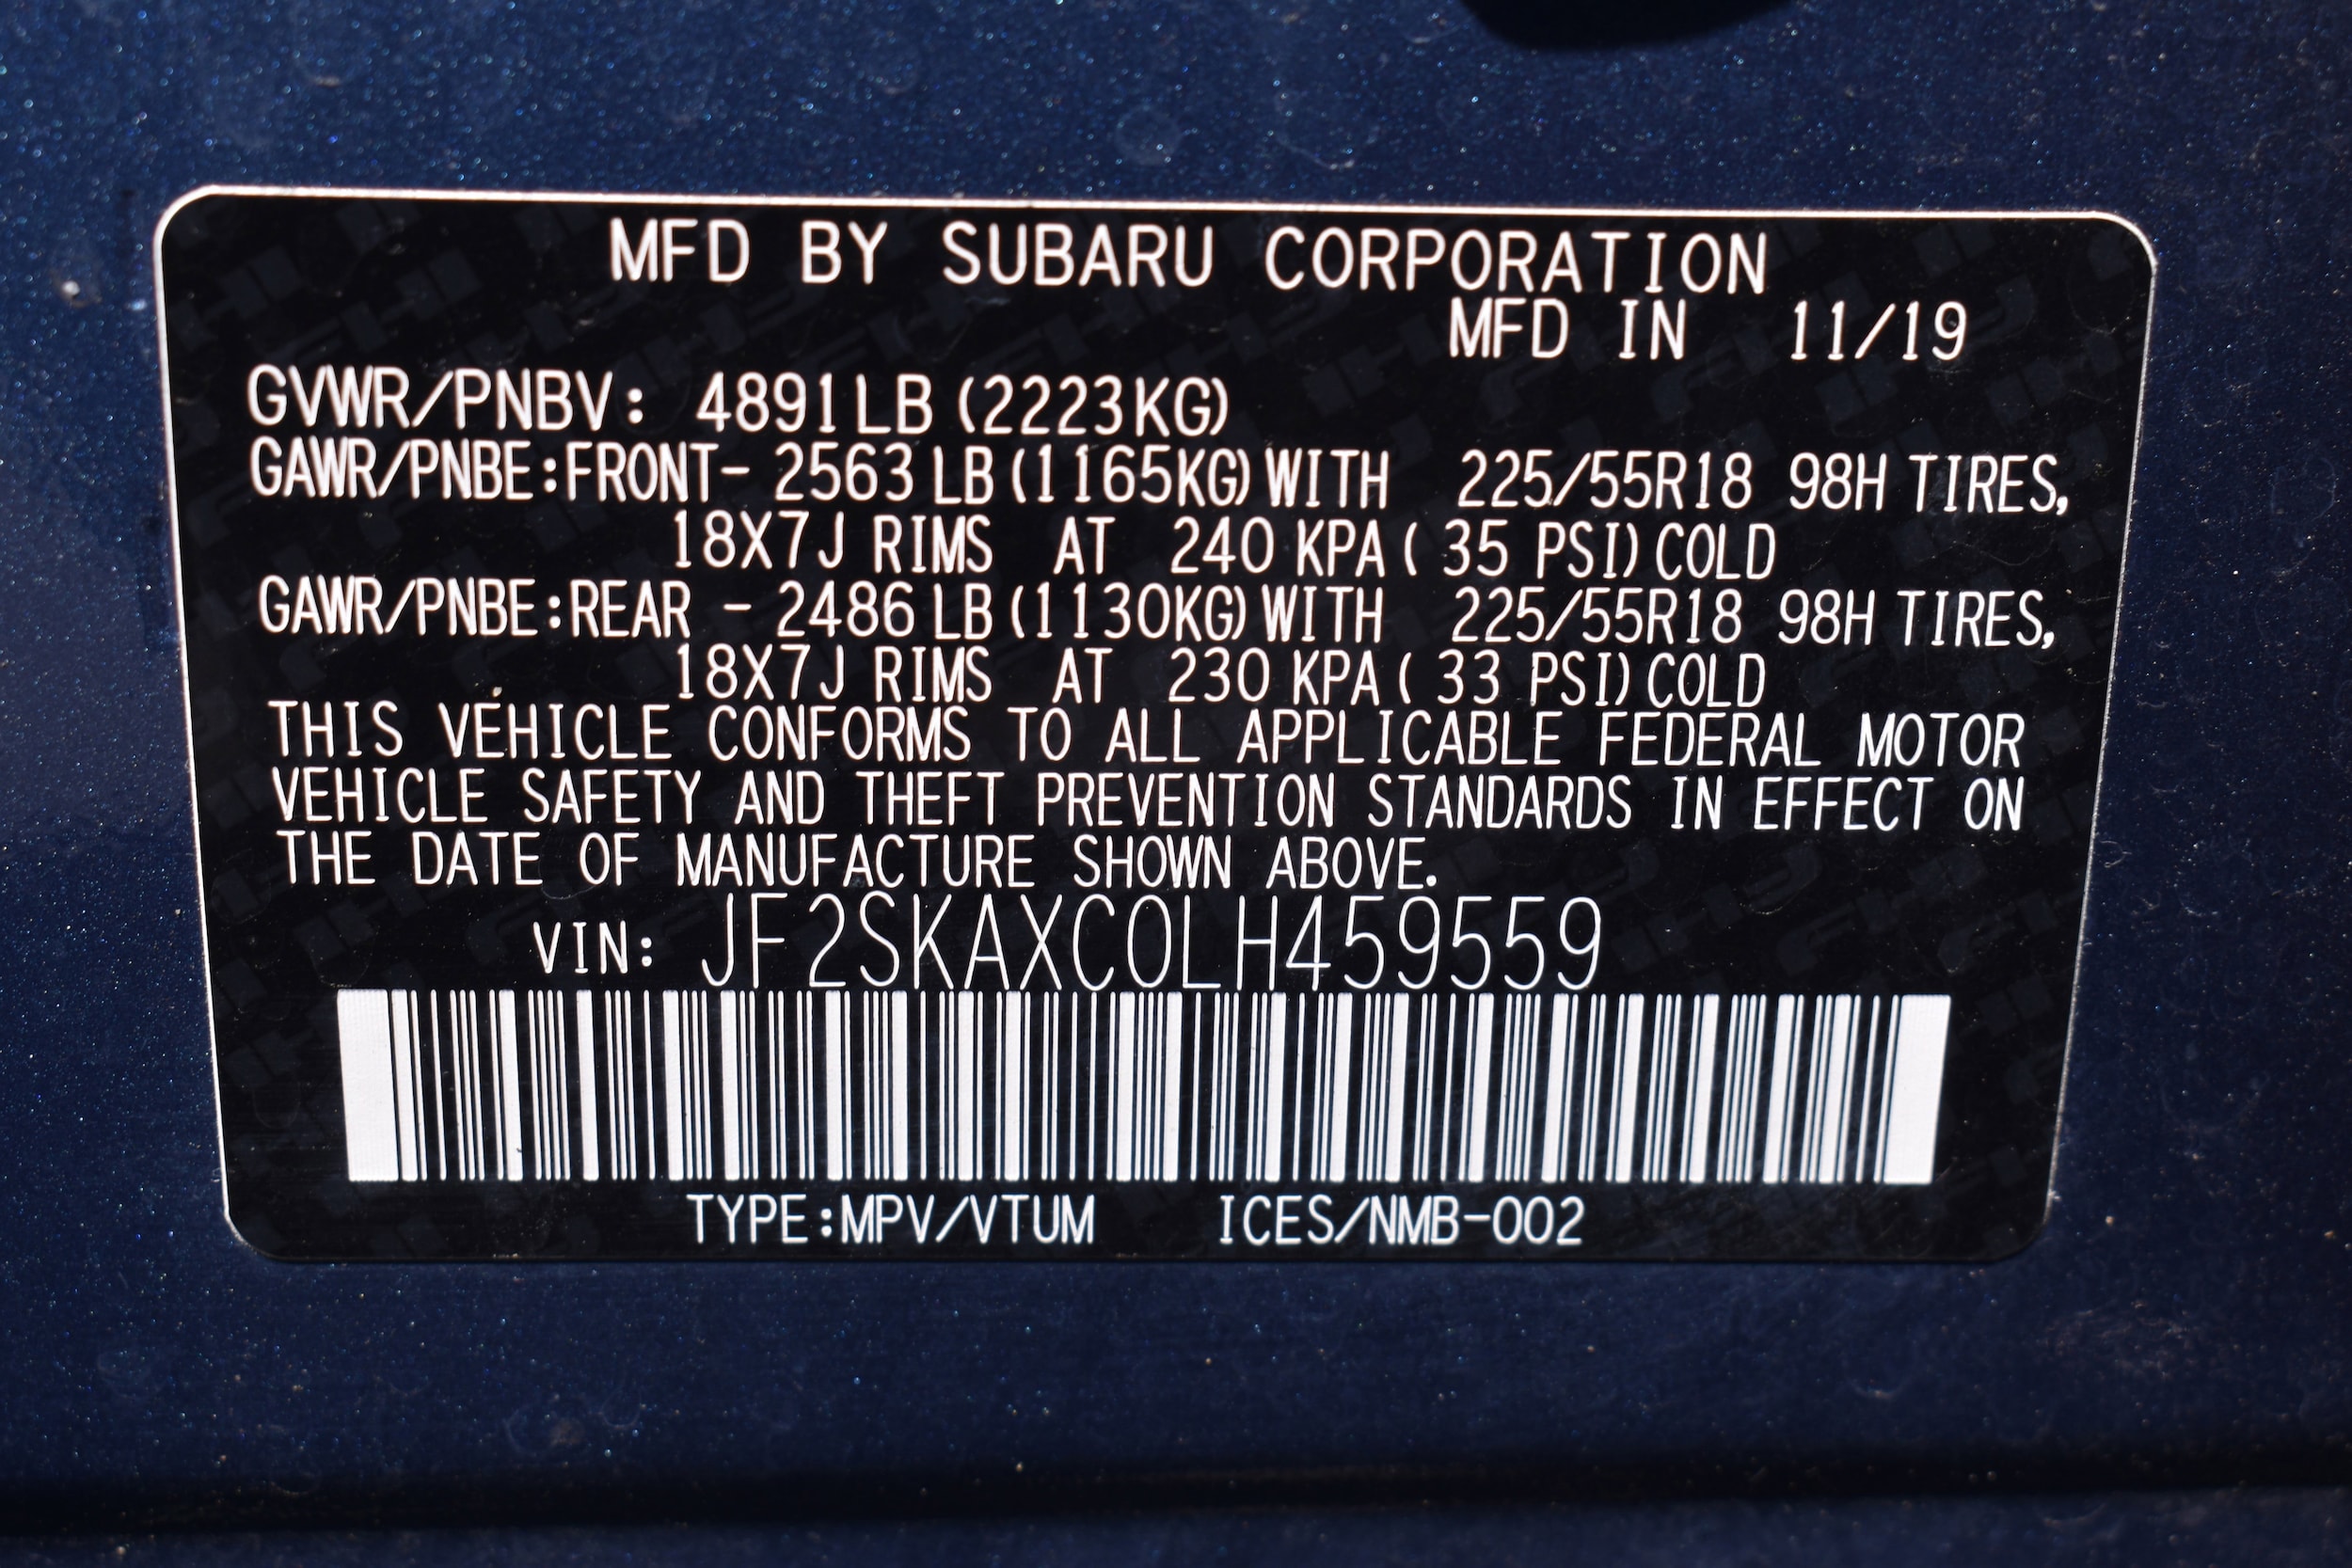 MFD BY SUBARU CORPORATION
MFD IN 11/19
GVWR/PNBV: 4891LB (2223KG)
GAWR/PNBE:FRONT- 2563 LB (1165KG) WITH 225/55R18 98H TIRES,
18X7J RIMS AT 240 KPA ( 35 PSI) COLD
GAWR/PNBE:REAR - 2486 LB (1130KG) WITH 225/55R18 98H TIRES,
18X7J RIMS AT 230 KPA ( 33 PSI) COLD
THIS VEHICLE CONFORMS TO ALL APPLICABLE FEDERAL MOTOR
VEHICLE SAFETY AND THEFT PREVENTION STANDARDS IN EFFECT ON
THE DATE OF MANUFACTURE SHOWN ABOVE.
VIN: JF2SKAXC0LH459559
TYPE:MPV/VTUM ICES/NMB-002